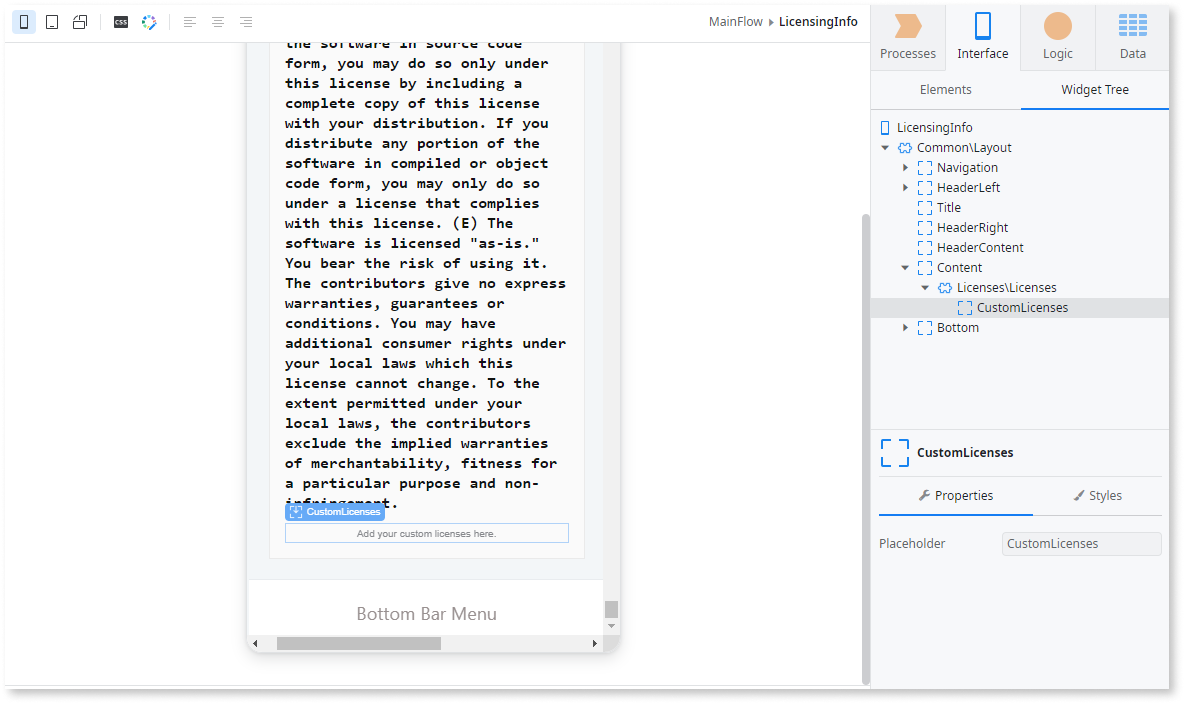 CSS
MainFlow
LicensingInfo
Processes
Interface
Logic
Data
Elements
Widget Tree
the software in source code
form, you may do so only under
this license by including a
complete copy of this license
with your distribution. If you
distribute any portion of the
software in compiled or object
code form, you may only do so
under a license that complies
with this license. (E) The
software is licensed "as-is."
You bear the risk of using it.
The contributors give no express
warranties, guarantees or
conditions. You may have
additional consumer rights under
your local laws which this
license cannot change. To the
extent permitted under your
local laws, the contributors
exclude the implied warranties
of merchantability, fitness for
a particular purpose and non-
infringement.
CustomLicenses
Add your custom licenses here.
Bottom Bar Menu
LicensingInfo
Common\Layout
Navigation
HeaderLeft
Title
HeaderRight
HeaderContent
Content
Licenses\Licenses
CustomLicenses
Bottom
CustomLicenses
Properties
Styles
Placeholder
CustomLicenses